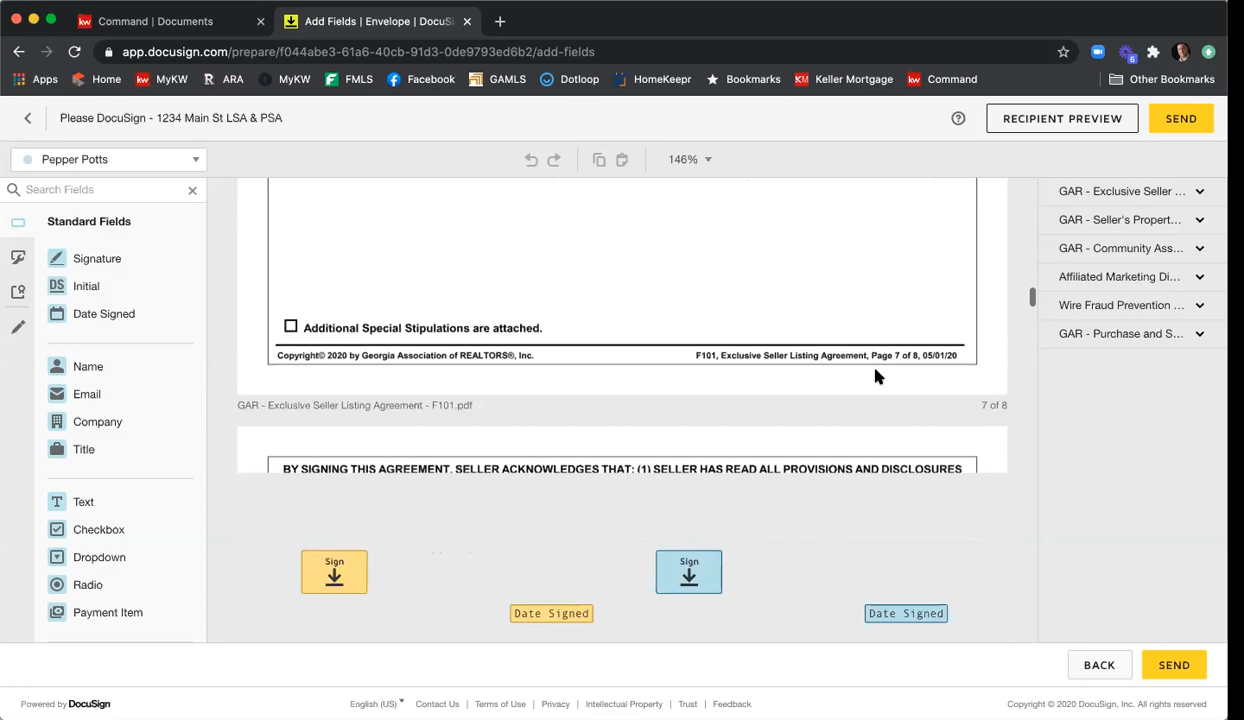 Command | Documents
Add Fields | Envelope | DocuSi
app.docusign.com/prepare/f044abe3-61a6-40cb-91d3-0de9793ed6b2/add-fields
Apps
kw Home
kw MyKW
R ARA
MyKW
F FMLS
Facebook
GAMLS
Dotloop
HomeKeepr
Bookmarks
KM Keller Mortgage
kw Command
Other Bookmarks
6
Please DocuSign - 1234 Main St LSA & PSA
RECIPIENT PREVIEW
SEND
Pepper Potts
146%
Search Fields
Standard Fields
Signature
DS Initial
Date Signed
Name
Email
Company
Title
T Text
Checkbox
Dropdown
Radio
Payment Item
Additional Special Stipulations are attached.
Copyright© 2020 by Georgia Association of REALTORS®, Inc.
F101, Exclusive Seller Listing Agreement, Page 7 of 8, 05/01/20
GAR - Exclusive Seller Listing Agreement - F101.pdf
7 of 8
BY SIGNING THIS AGREEMENT, SELLER ACKNOWLEDGES THAT: (1) SELLER HAS READ ALL PROVISIONS AND DISCLOSURES
Sign
Sign
Date Signed
Date Signed
GAR - Exclusive Seller ...
GAR - Seller's Propert...
GAR - Community Ass...
Affiliated Marketing Di...
Wire Fraud Prevention ...
GAR - Purchase and S...
BACK
SEND
Powered by DocuSign
English (US)
Contact Us
Terms of Use
Privacy
Intellectual Property
Trust
Feedback
Copyright © 2020 DocuSign, Inc. All rights reserved